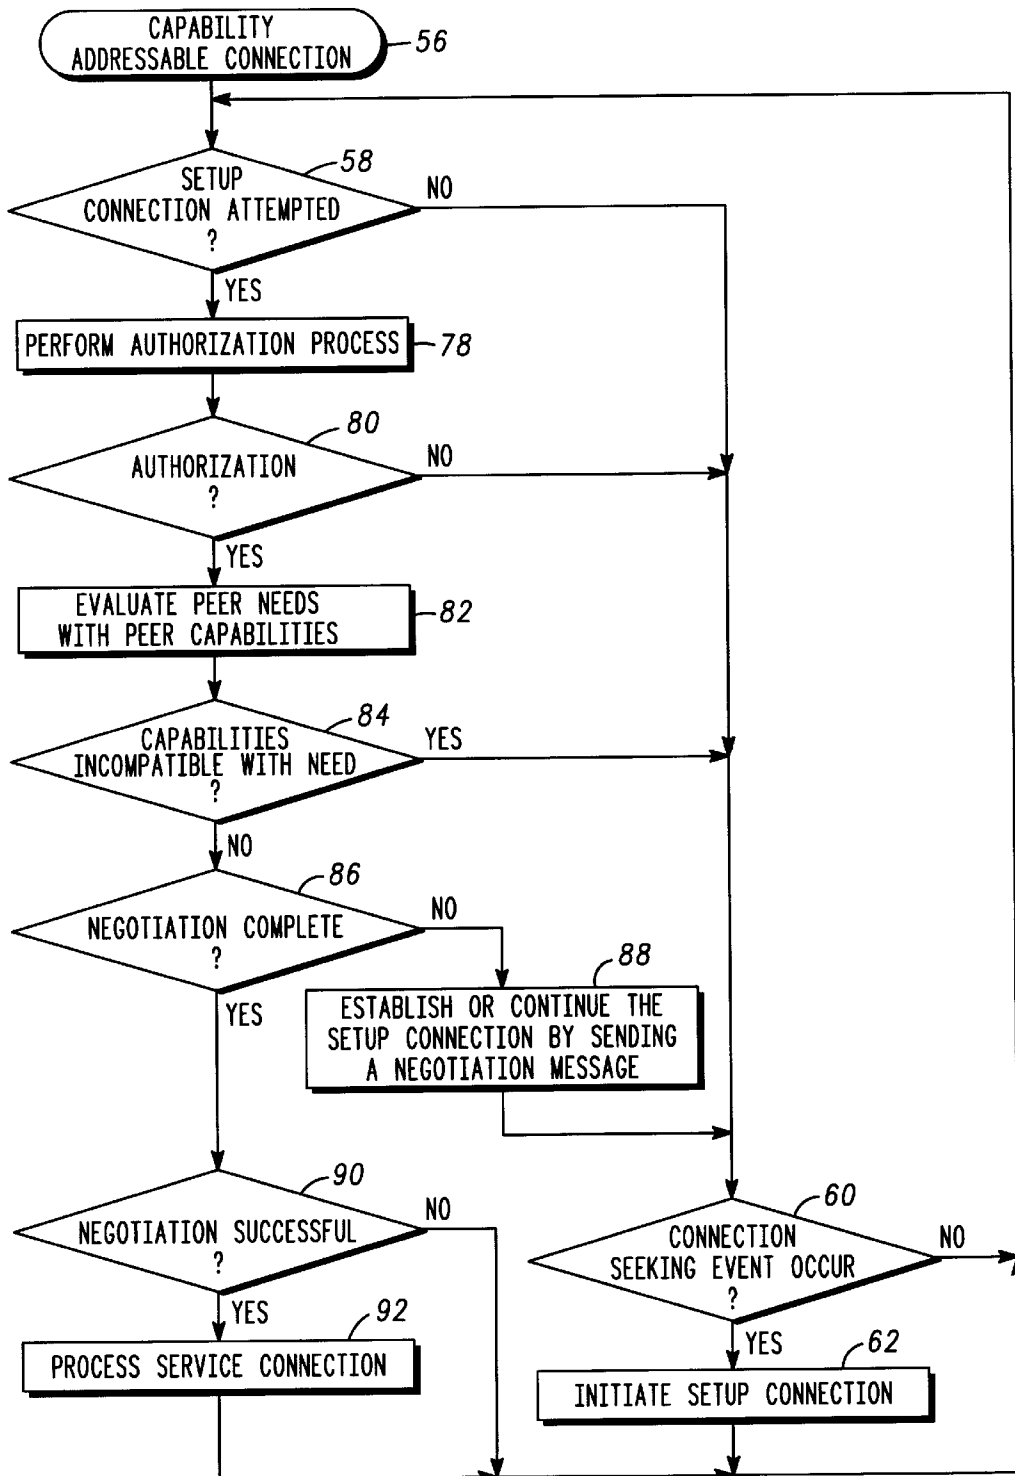 CAPABILITY
ADDRESSABLE CONNECTION
56
58
SETUP
CONNECTION ATTEMPTED
?
NO
YES
PERFORM AUTHORIZATION PROCESS
78
80
AUTHORIZATION
?
NO
YES
EVALUATE PEER NEEDS
WITH PEER CAPABILITIES
82
84
CAPABILITIES
INCOMPATIBLE WITH NEED
?
YES
NO
86
NEGOTIATION COMPLETE
?
NO
YES
88
ESTABLISH OR CONTINUE THE
SETUP CONNECTION BY SENDING
A NEGOTIATION MESSAGE
90
NEGOTIATION SUCCESSFUL
?
NO
YES
92
PROCESS SERVICE CONNECTION
60
CONNECTION
SEEKING EVENT OCCUR
?
NO
YES
62
INITIATE SETUP CONNECTION